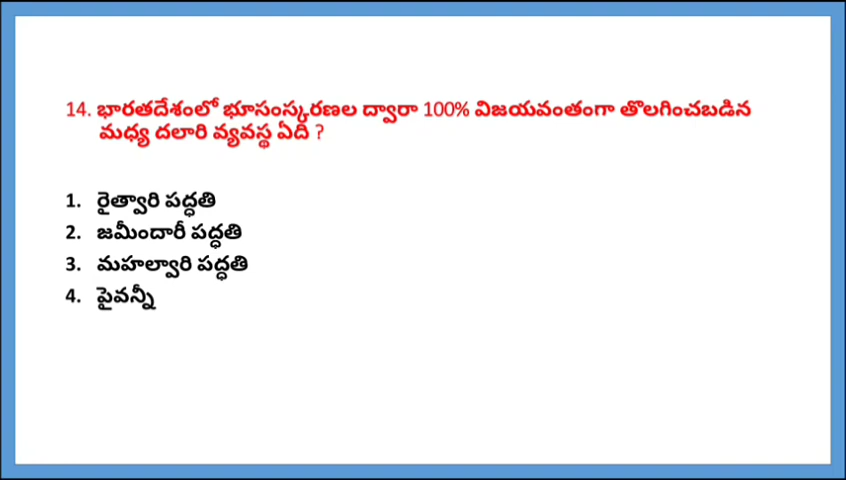 14. భారతదేశంలో భూసంస్కరణల ద్వారా 100% విజయవంతంగా తొలగించబడిన
మధ్య దలారి వ్యవస్థ ఏది ?
1. రైత్వారి పద్ధతి
2. జమీందారీ పద్ధతి
3. మహల్వారి పద్ధతి
4. పైవన్నీ